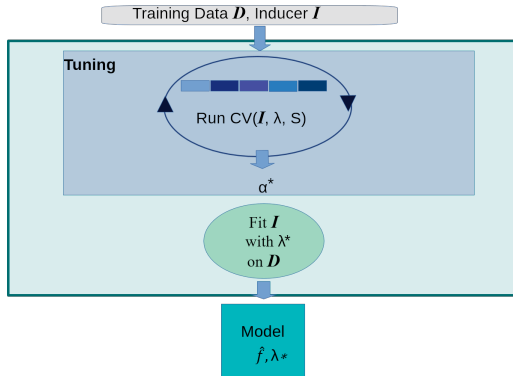 Training Data D, Inducer I
Tuning
Run CV(I, λ, S)
α*
Fit I
with λ*
on D
Model
f̂,λ*